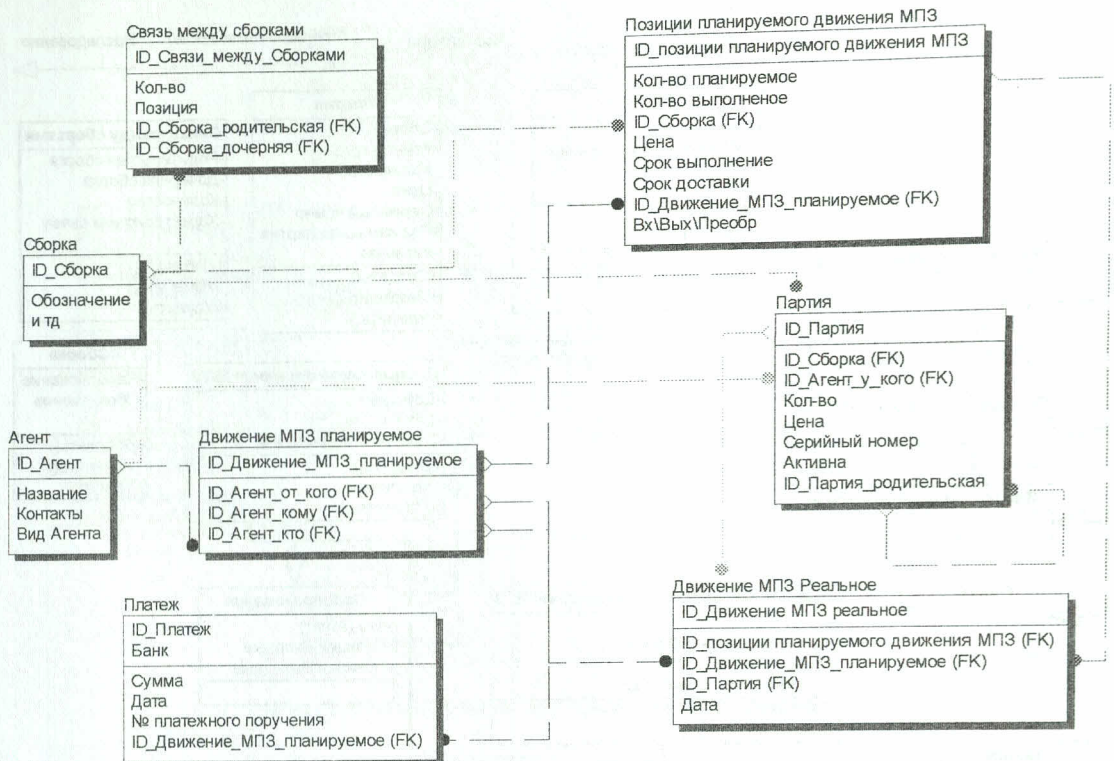 Связь между сборками
ID_Связи_между_Сборками
Кол-во
Позиция
ID_Сборка_родительская (FK)
ID_Сборка_дочерняя (FK)
Позиции планируемого движения МПЗ
ID_позиции планируемого движения МПЗ
Кол-во планируемое
Кол-во выполненое
ID_Сборка (FK)
Цена
Срок выполнение
Срок доставки
ID_Движение_МПЗ_планируемое (FK)
Вх\Вых\Преобр
Сборка
ID_Сборка
Обозначение
и тд
Партия
ID_Партия
ID_Сборка (FK)
ID_Агент_у_кого (FK)
Кол-во
Цена
Серийный номер
Активна
ID_Партия_родительская
Агент
ID_Агент
Название
Контакты
Вид Агента
Движение МПЗ планируемое
ID_Движение_МПЗ_планируемое
ID_Агент_от_кого (FK)
ID_Агент_кому (FK)
ID_Агент_кто (FK)
Платеж
ID_Платеж
Банк
Сумма
Дата
№ платежного поручения
ID_Движение_МПЗ_планируемое (FK)
Движение МПЗ Реальное
ID_Движение МПЗ реальное
ID_позиции планируемого движения МПЗ (FK)
ID_Движение_МПЗ_планируемое (FK)
ID_Партия (FK)
Дата